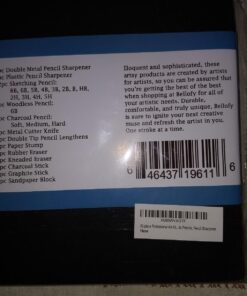 pc Double Metal Pencil Sharpener
pc Plastic Pencil Sharpener
pc Sketching Pencil:
6B, 5B, 4B, 3B, 2B, B, HB,
2H, 3H, 4H, 5H
pc Woodless Pencil:
6B
pc Charcoal Pencil:
Soft, Medium, Hard
pc Metal Cutter Knife
pc Double Tip Pencil Lengthens
pc Paper Stump
pc Rubber Eraser
pc Kneaded Eraser
pc Charcoal Stick
pc Graphite Stick
pc Sandpaper Block
Eloquent and sophisticated, these
array products are created by artists
for artists, so you can be assured that
you're getting the best of the best
when shopping at Bellofy for all of
your artistic needs. Durable,
comfortable, and truly unique, Bellofy
is sure to ignite your next creative
muse and refresh the artist in you.
One stroke at a time.
6 46437 19611 6
New